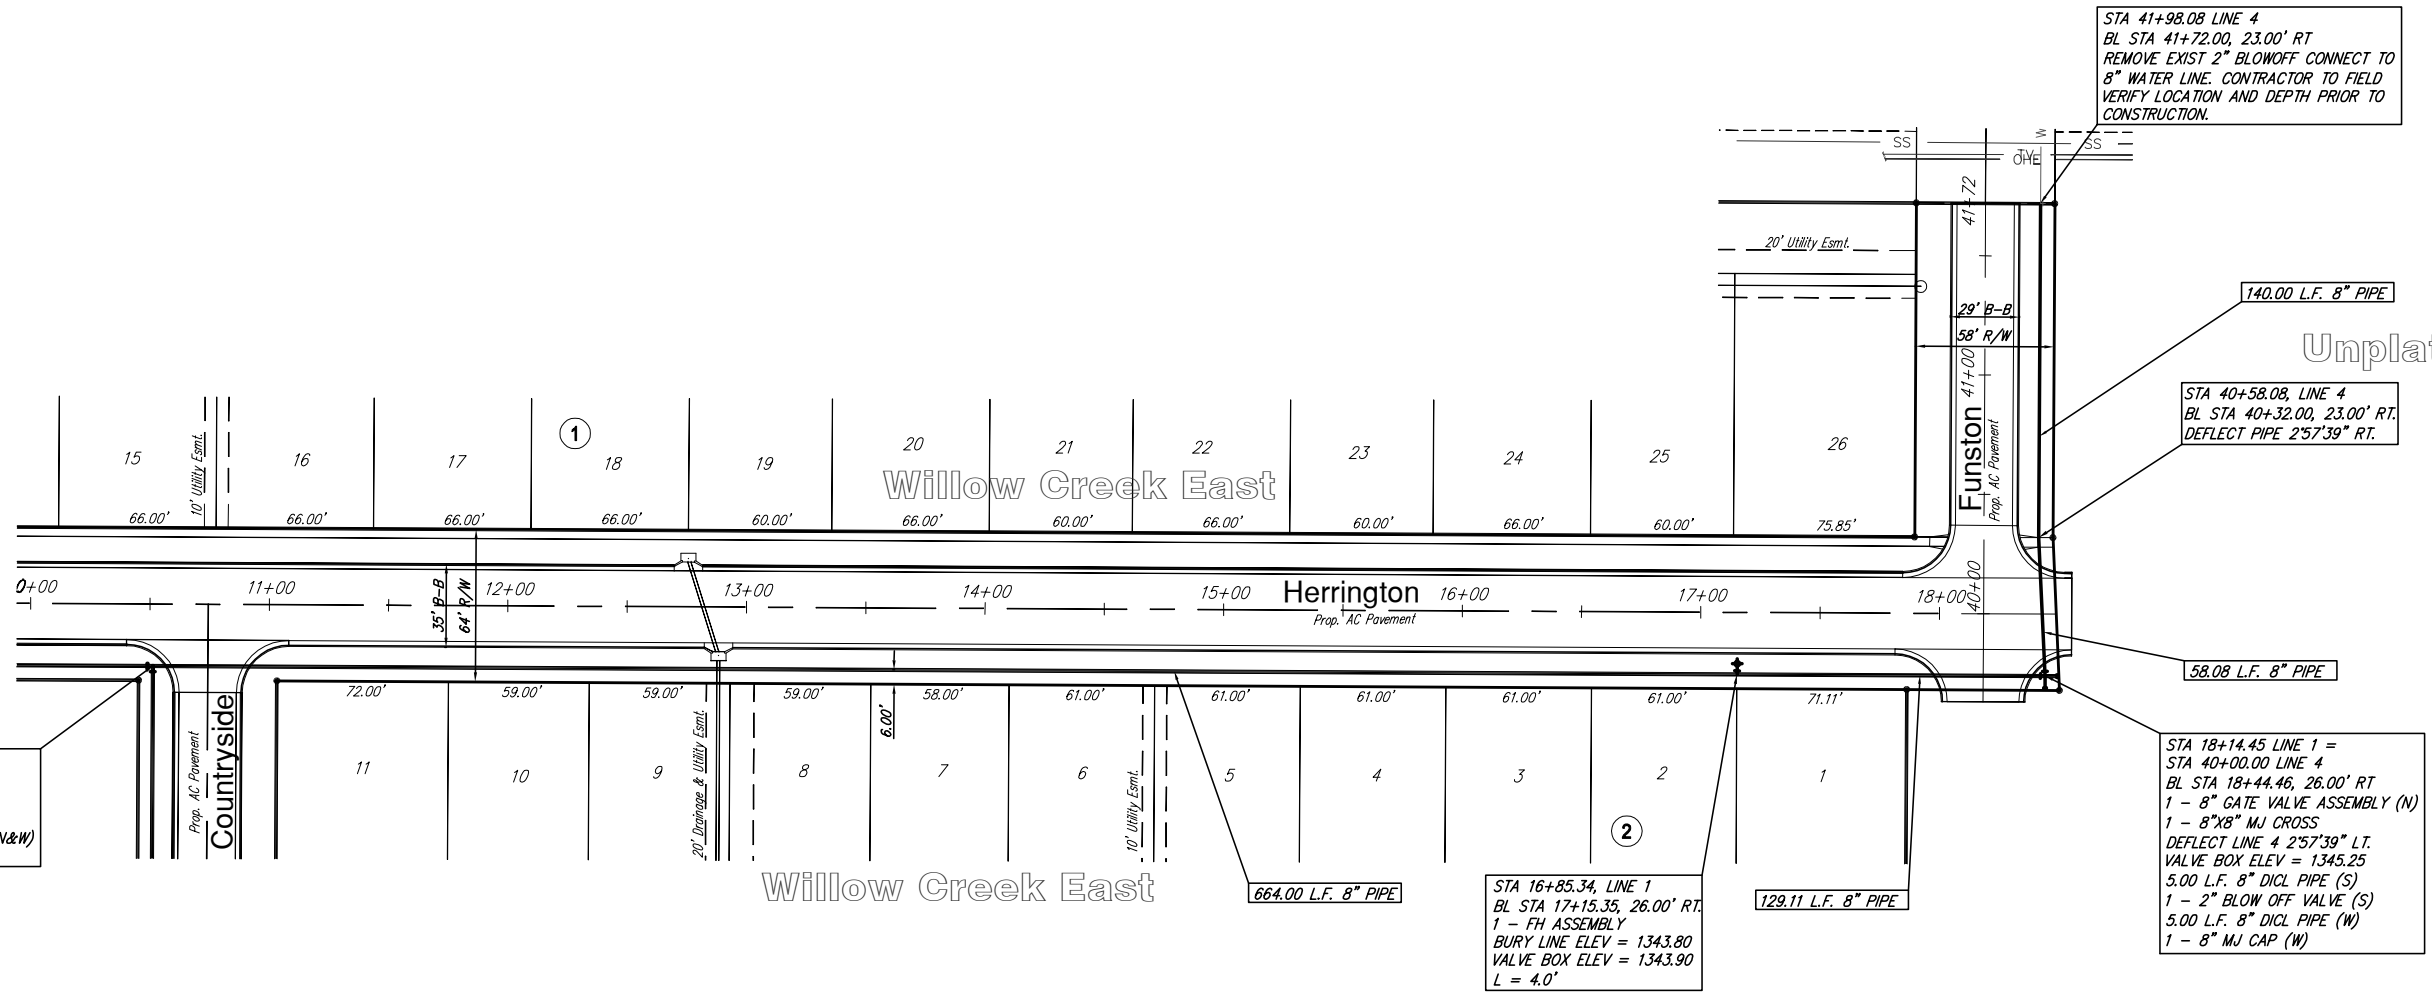 STA 41+98.08 LINE 4
BL STA 41+72.00, 23.00' RT
REMOVE EXIST 2" BLOWOFF CONNECT TO
8" WATER LINE. CONTRACTOR TO FIELD
VERIFY LOCATION AND DEPTH PRIOR TO
CONSTRUCTION.
W
SS
SS
TV
OHE
41+72
20' Utility Esmt.
140.00 L.F. 8" PIPE
29' B-B
58' R/W
41+00
STA 40+58.08, LINE 4
BL STA 40+32.00, 23.00' RT.
DEFLECT PIPE 2°57'39" RT.
Funston
Prop. AC Pavement
15
10' Utility Esmt.
16
17
1
18
19
20
21
22
23
24
25
26
Willow Creek East
66.00'
66.00'
66.00'
66.00'
60.00'
66.00'
60.00'
66.00'
60.00'
66.00'
60.00'
75.85'
0+00
11+00
35' B-B
64' R/W
12+00
13+00
14+00
15+00
Herrington
Prop. AC Pavement
16+00
17+00
18+00
40+00
58.08 L.F. 8" PIPE
72.00'
59.00'
59.00'
59.00'
58.00'
61.00'
61.00'
61.00'
61.00'
61.00'
71.11'
6.00'
Prop. AC Pavement
Countryside
11
10
9
20' Drainage & Utility Esmt.
8
7
6
10' Utility Esmt.
5
4
3
2
1
2
N&W)
Willow Creek East
664.00 L.F. 8" PIPE
STA 16+85.34, LINE 1
BL STA 17+15.35, 26.00' RT.
1 - FH ASSEMBLY
BURY LINE ELEV = 1343.80
VALVE BOX ELEV = 1343.90
L = 4.0'
129.11 L.F. 8" PIPE
STA 18+14.45 LINE 1 =
STA 40+00.00 LINE 4
BL STA 18+44.46, 26.00' RT
1 - 8" GATE VALVE ASSEMBLY (N)
1 - 8"X8" MJ CROSS
DEFLECT LINE 4 2°57'39" LT.
VALVE BOX ELEV = 1345.25
5.00 L.F. 8" DICL PIPE (S)
1 - 2" BLOW OFF VALVE (S)
5.00 L.F. 8" DICL PIPE (W)
1 - 8" MJ CAP (W)